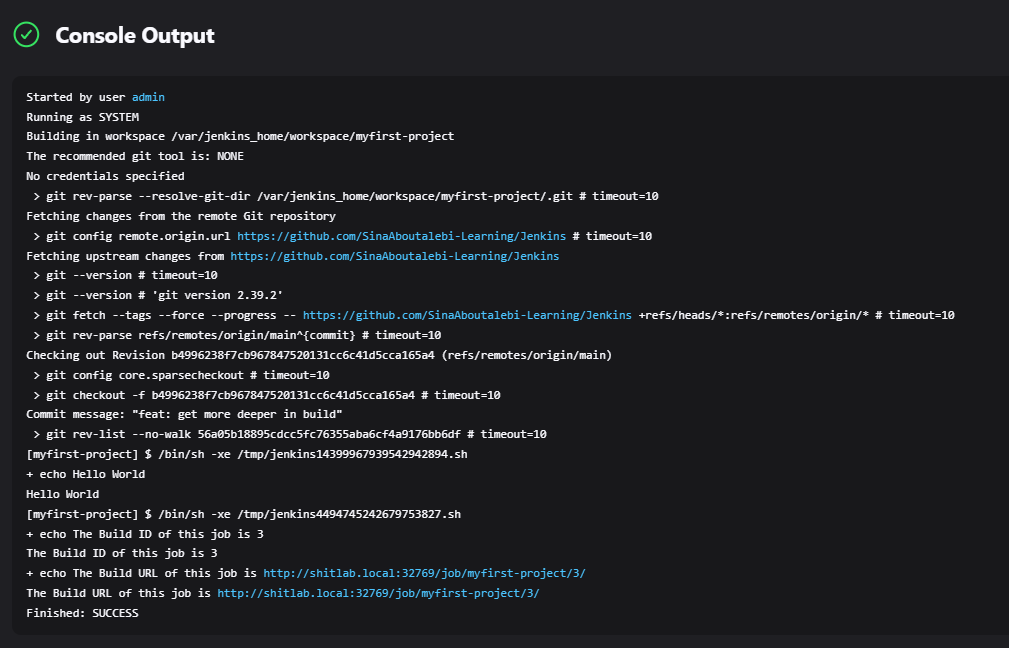 Console Output
Started by user admin
Running as SYSTEM
Building in workspace /var/jenkins_home/workspace/myfirst-project
The recommended git tool is: NONE
No credentials specified
> git rev-parse --resolve-git-dir /var/jenkins_home/workspace/myfirst-project/.git # timeout=10
Fetching changes from the remote Git repository
> git config remote.origin.url https://github.com/SinaAboutalebi-Learning/Jenkins # timeout=10
Fetching upstream changes from https://github.com/SinaAboutalebi-Learning/Jenkins
> git --version # timeout=10
> git --version # 'git version 2.39.2'
> git fetch --tags --force --progress -- https://github.com/SinaAboutalebi-Learning/Jenkins +refs/heads/*:refs/remotes/origin/* # timeout=10
> git rev-parse refs/remotes/origin/main^{commit} # timeout=10
Checking out Revision b4996238f7cb967847520131cc6c41d5cca165a4 (refs/remotes/origin/main)
> git config core.sparsecheckout # timeout=10
> git checkout -f b4996238f7cb967847520131cc6c41d5cca165a4 # timeout=10
Commit message: "feat: get more deeper in build"
> git rev-list --no-walk 56a05b18895cdcc5fc76355aba6cf4a9176bb6df # timeout=10
[myfirst-project] $ /bin/sh -xe /tmp/jenkins14399967939542942894.sh
+ echo Hello World
Hello World
[myfirst-project] $ /bin/sh -xe /tmp/jenkins4494745242679753827.sh
+ echo The Build ID of this job is 3
The Build ID of this job is 3
+ echo The Build URL of this job is http://shitlab.local:32769/job/myfirst-project/3/
The Build URL of this job is http://shitlab.local:32769/job/myfirst-project/3/
Finished: SUCCESS